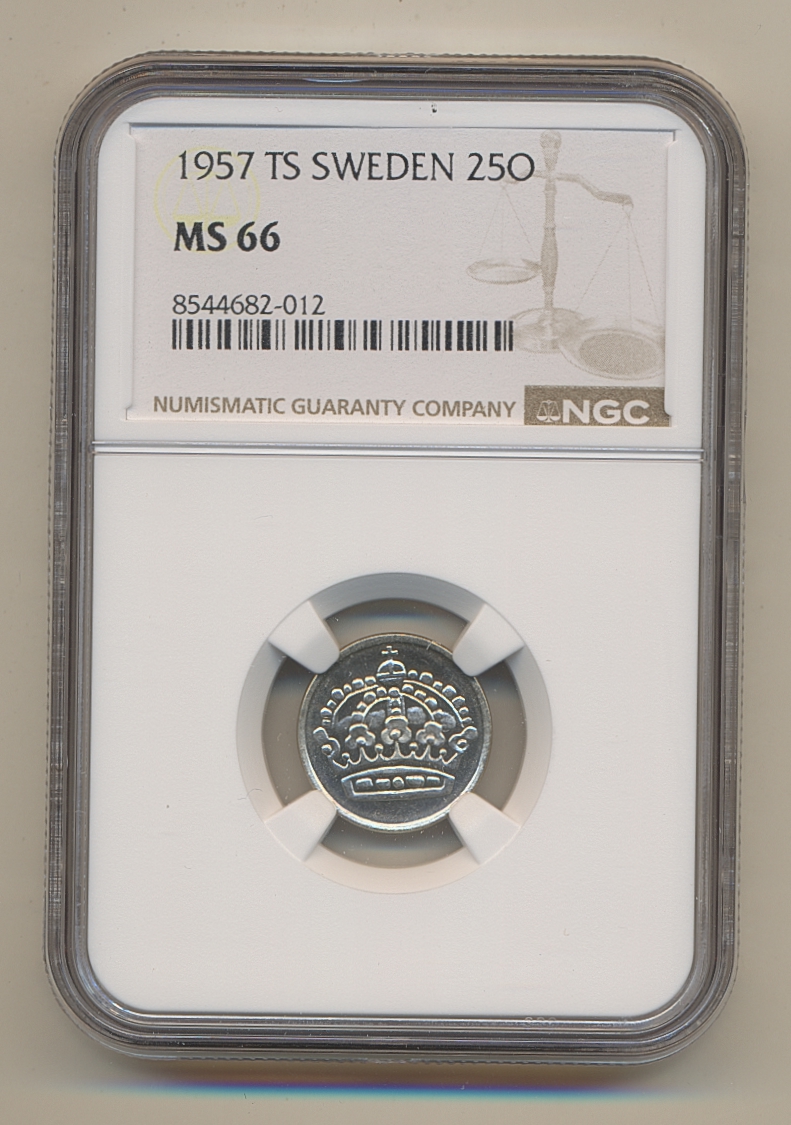 1957 TS SWEDEN 25O
MS 66
8544682-012
NUMISMATIC GUARANTY COMPANY NGC